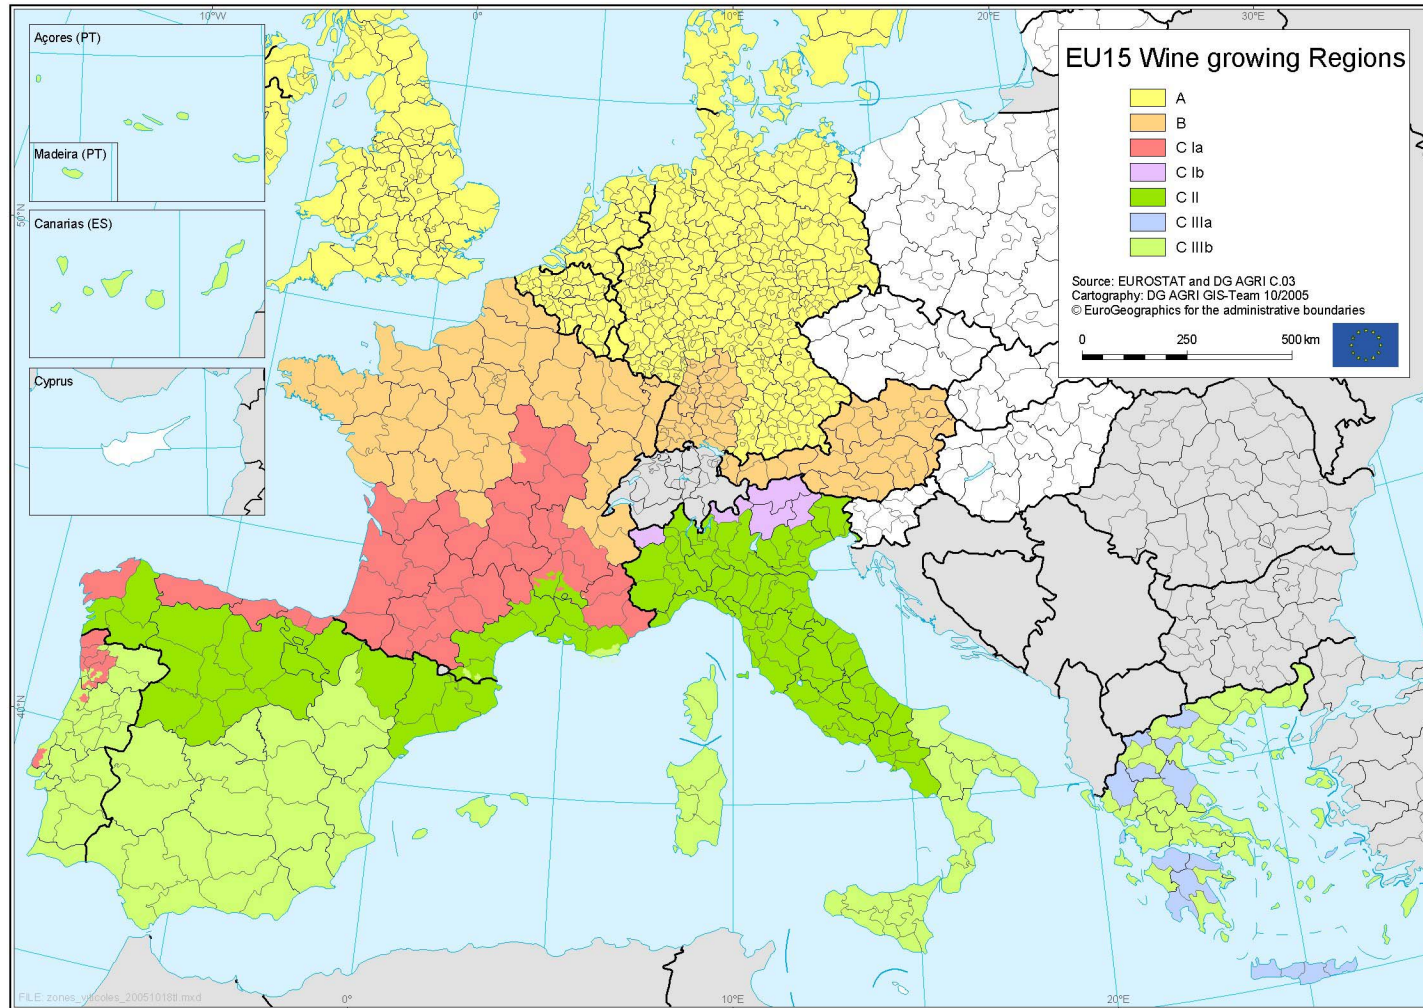 10°W
0°
10°E
20°E
30°E
Açores (PT)
Madeira (PT)
Canarias (ES)
Cyprus
50°N
40°N
EU15 Wine growing Regions
A
B
C Ia
C Ib
C II
C IIIa
C IIIb
Source: EUROSTAT and DG AGRI C.03
Cartography: DG AGRI GIS-Team 10/2005
© EuroGeographics for the administrative boundaries
0 250 500 km
FILE: zones_viticoles_20051018tl.mxd
0°
10°E
20°E